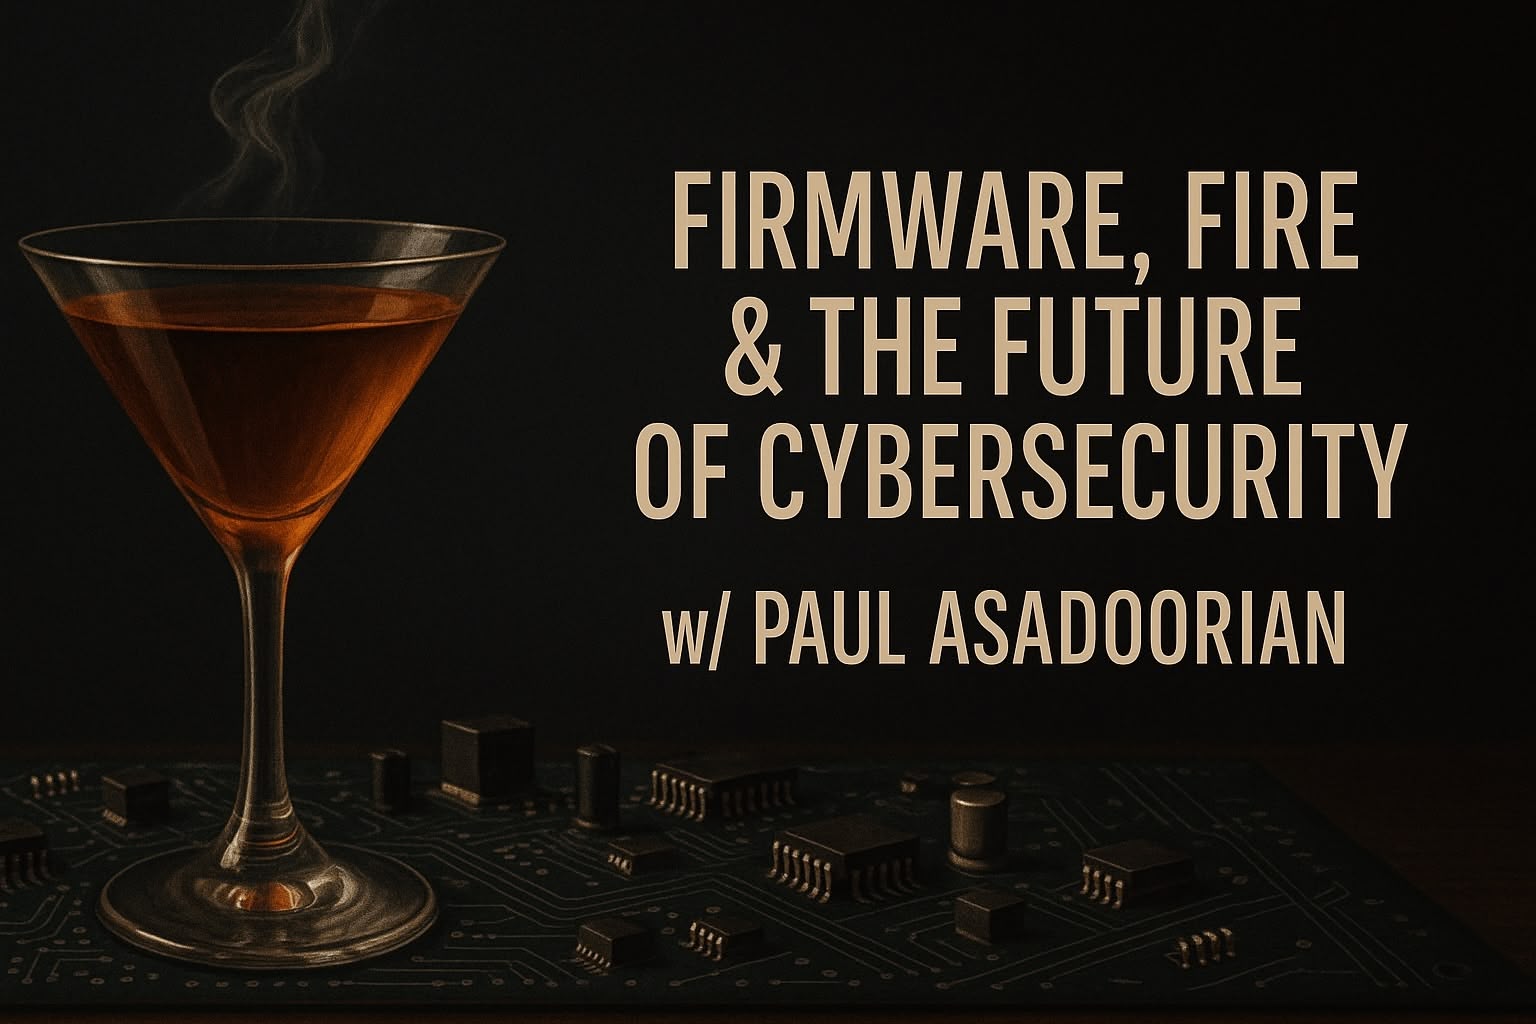 FIRMWARE, FIRE
& THE FUTURE
OF CYBERSECURITY
w/ PAUL ASADOORIAN